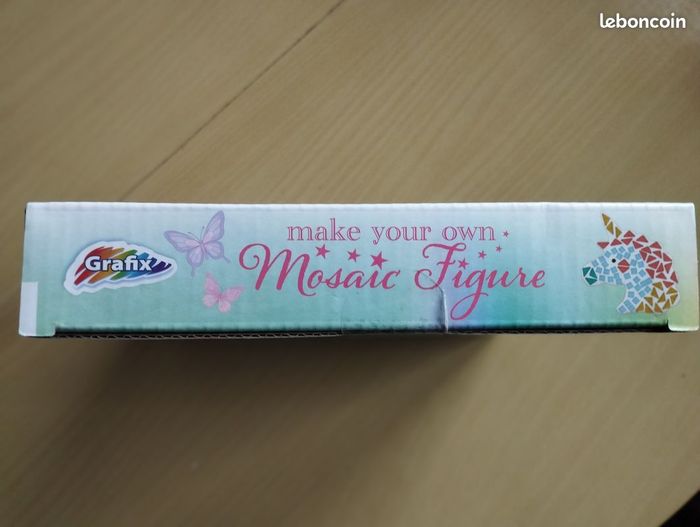 leboncoin
make your own
Grafix
Mosaic Figure